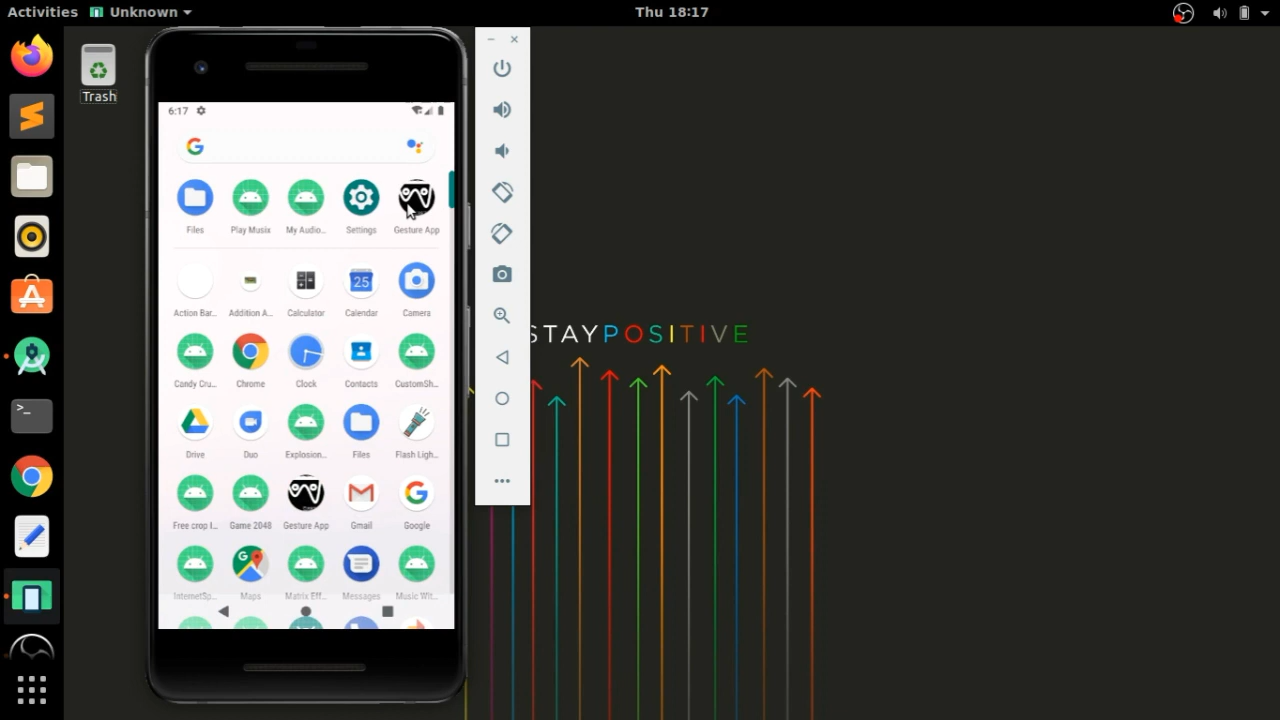 Activities Unknown Thu 18:17
Trash
6:17
Files Play Musix My Audio... Settings Gesture App
Action Bar... Addition A... Calculator Calendar Camera
Candy Cru... Chrome Clock Contacts CustomSh...
Drive Duo Explosion... Files Flash Ligh...
Free crop I... Game 2048 Gesture App Gmail Google
InternetSp... Maps Matrix Eff... Messages Music Wit...
STAYPOSITIVE